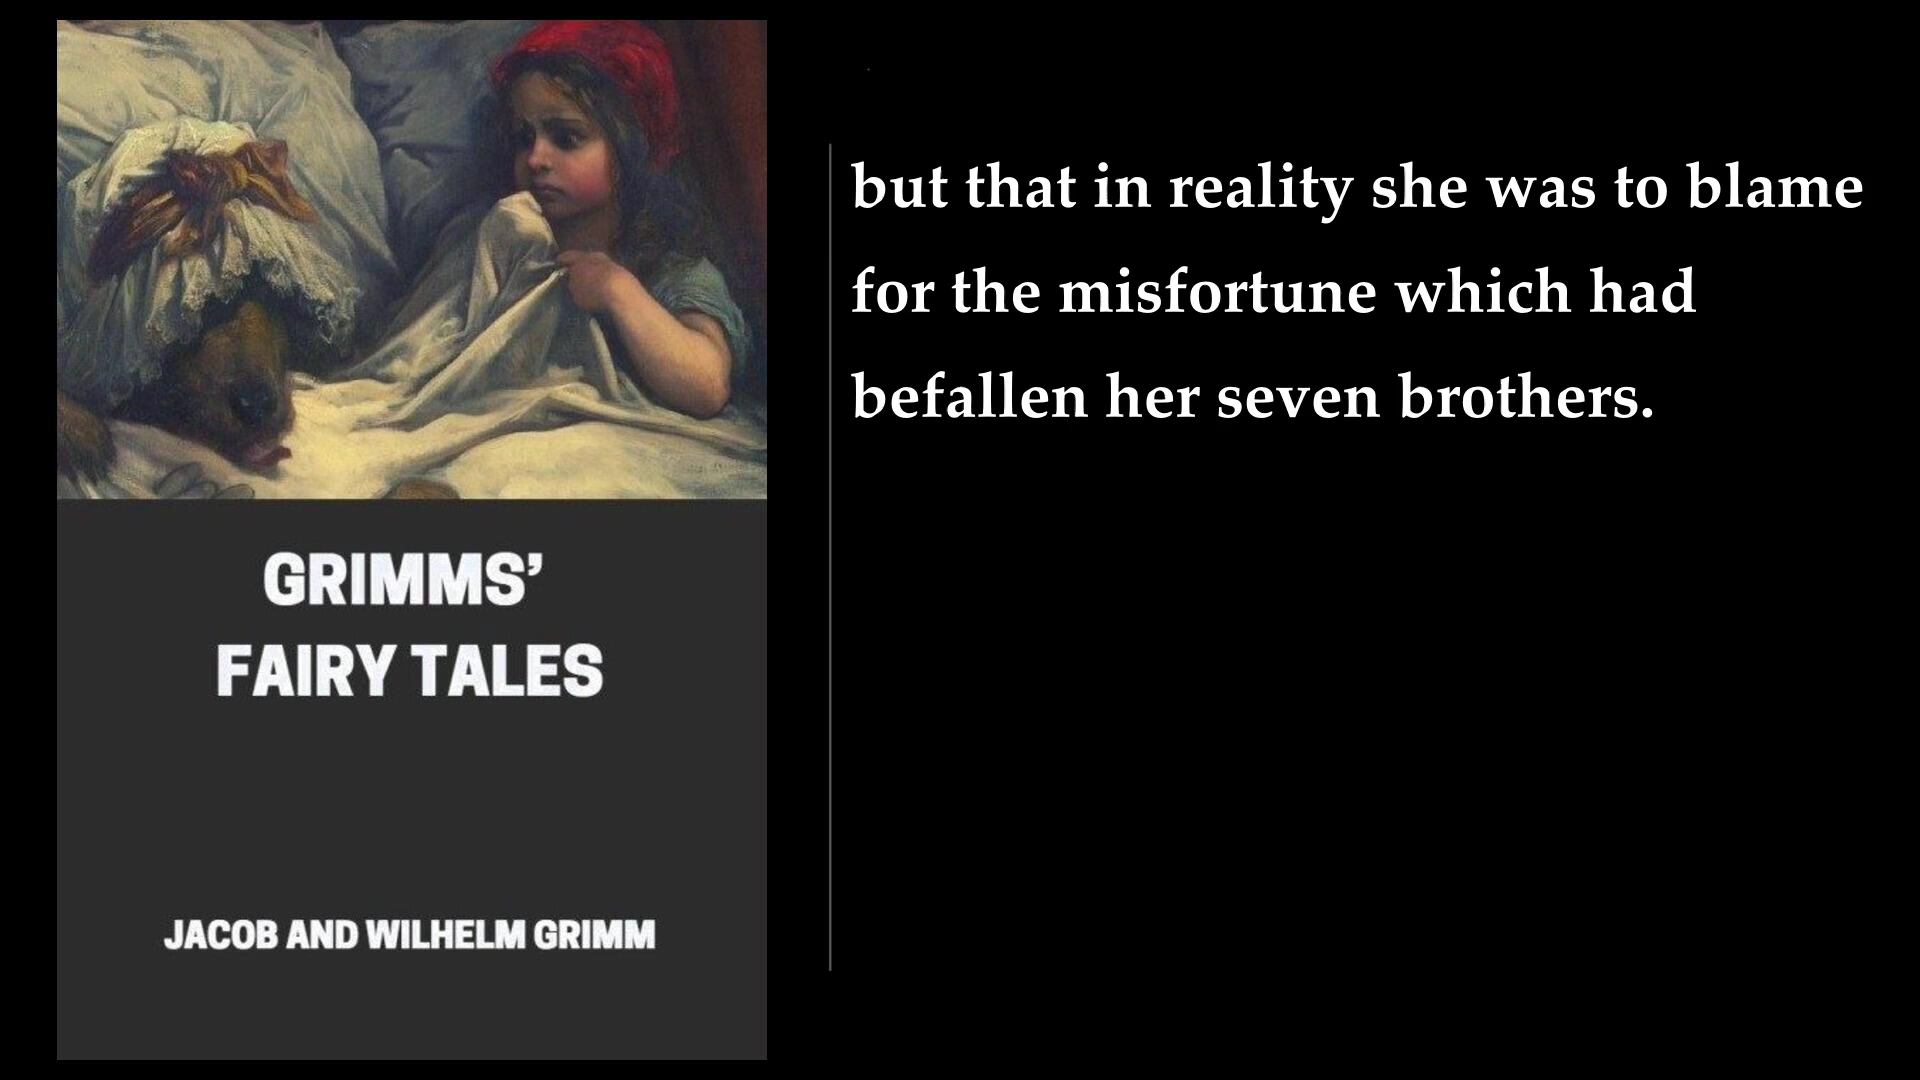 GRIMMS’
FAIRY TALES
JACOB AND WILHELM GRIMM
but that in reality she was to blame
for the misfortune which had
befallen her seven brothers.